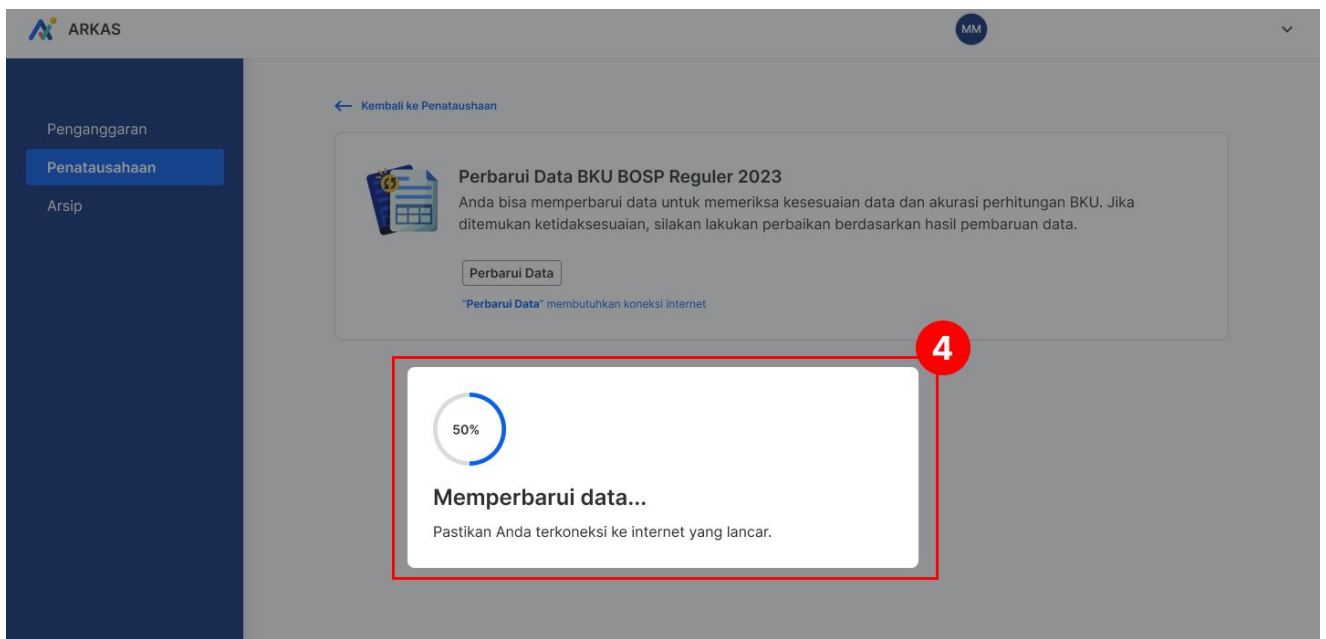 ARKAS
MM
Penganggaran
Penatausahaan
Arsip
Kembali ke Penataushaan
Perbarui Data BKU BOSP Reguler 2023
Anda bisa memperbarui data untuk memeriksa kesesuaian data dan akurasi perhitungan BKU. Jika
ditemukan ketidaksesuaian, silakan lakukan perbaikan berdasarkan hasil pembaruan data.
Perbarui Data
"Perbarui Data" membutuhkan koneksi internet
4
50%
Memperbarui data...
Pastikan Anda terkoneksi ke internet yang lancar.